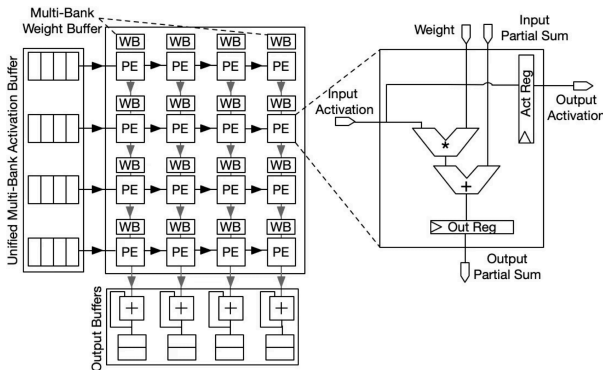 Multi-Bank
Weight Buffer
WB WB WB WB
PE PE PE PE
WB WB WB WB
PE PE PE PE
WB WB WB WB
PE PE PE PE
WB WB WB WB
PE PE PE PE
Unified Multi-Bank Activation Buffer
Output Buffers
+ + + +
Weight
Input
Partial Sum
Input
Activation
Act Reg
Output
Activation
*
+
Out Reg
Output
Partial Sum